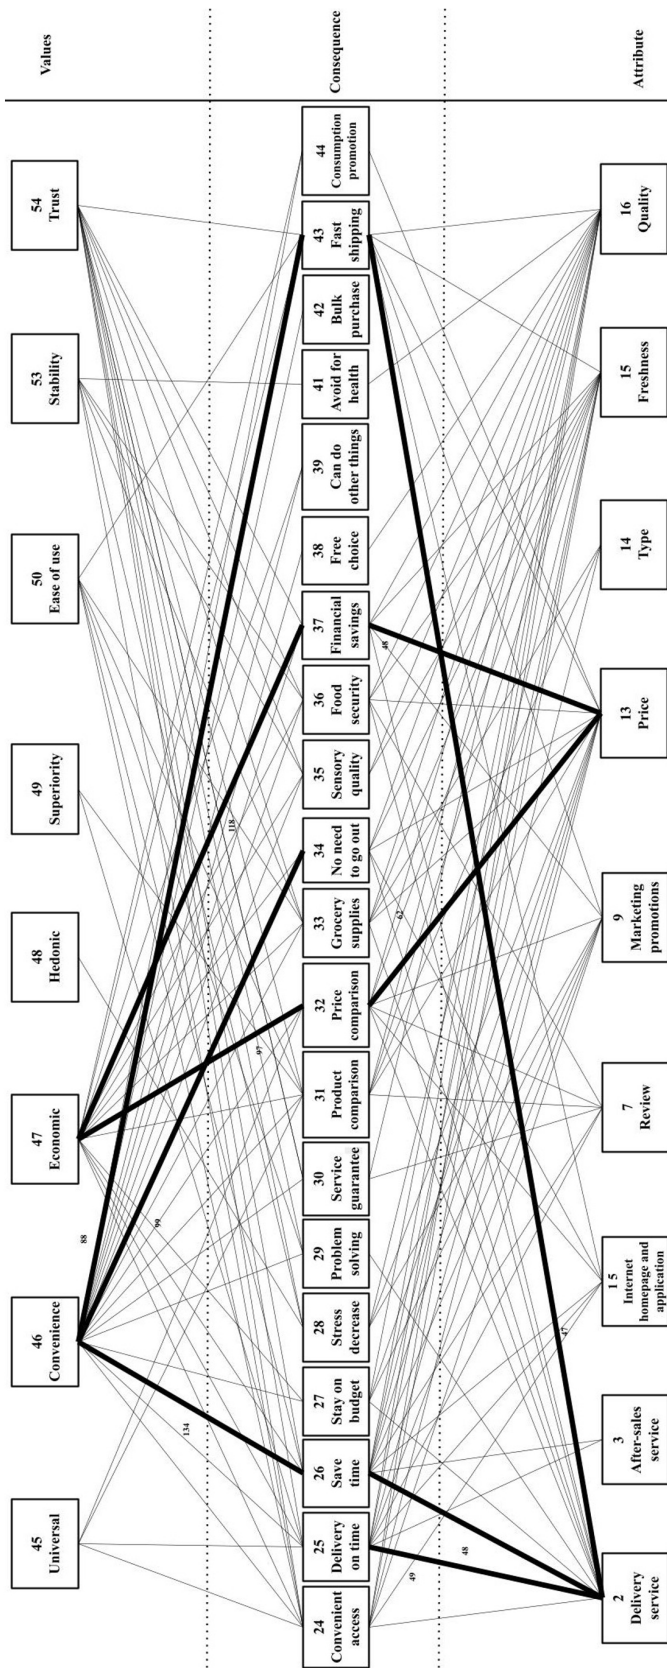 Values
Consequence
Attribute
54
Trust
53
Stability
50
Ease of use
49
Superiority
48
Hedonic
47
Economic
46
Convenience
45
Universal
44
Consumption
promotion
43
Fast
shipping
42
Bulk
purchase
41
Avoid for
health
39
Can do
other things
38
Free
choice
37
Financial
savings
36
Food
security
35
Sensory
quality
34
No need
to go out
33
Grocery
supplies
32
Price
comparison
31
Product
comparison
30
Service
guarantee
29
Problem
solving
28
Stress
decrease
27
Stay on
budget
26
Save
time
25
Delivery
on time
24
Convenient
access
16
Quality
15
Freshness
14
Type
13
Price
9
Marketing
promotions
7
Review
1 5
Internet
homepage and
application
3
After-sales
service
2
Delivery
service
118
97
88
99
134
48
62
47
48
49